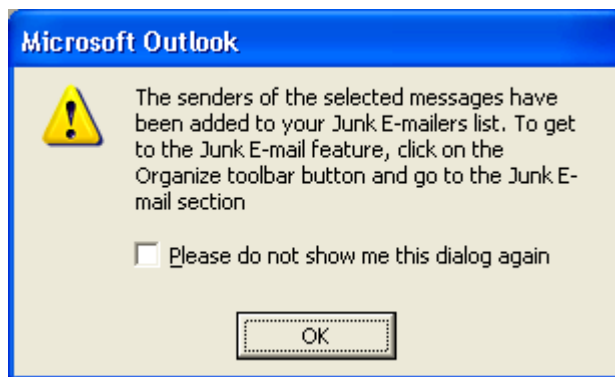 Microsoft Outlook
The senders of the selected messages have
been added to your Junk E-mailers list. To get
to the Junk E-mail feature, click on the
Organize toolbar button and go to the Junk E-
mail section
Please do not show me this dialog again
OK